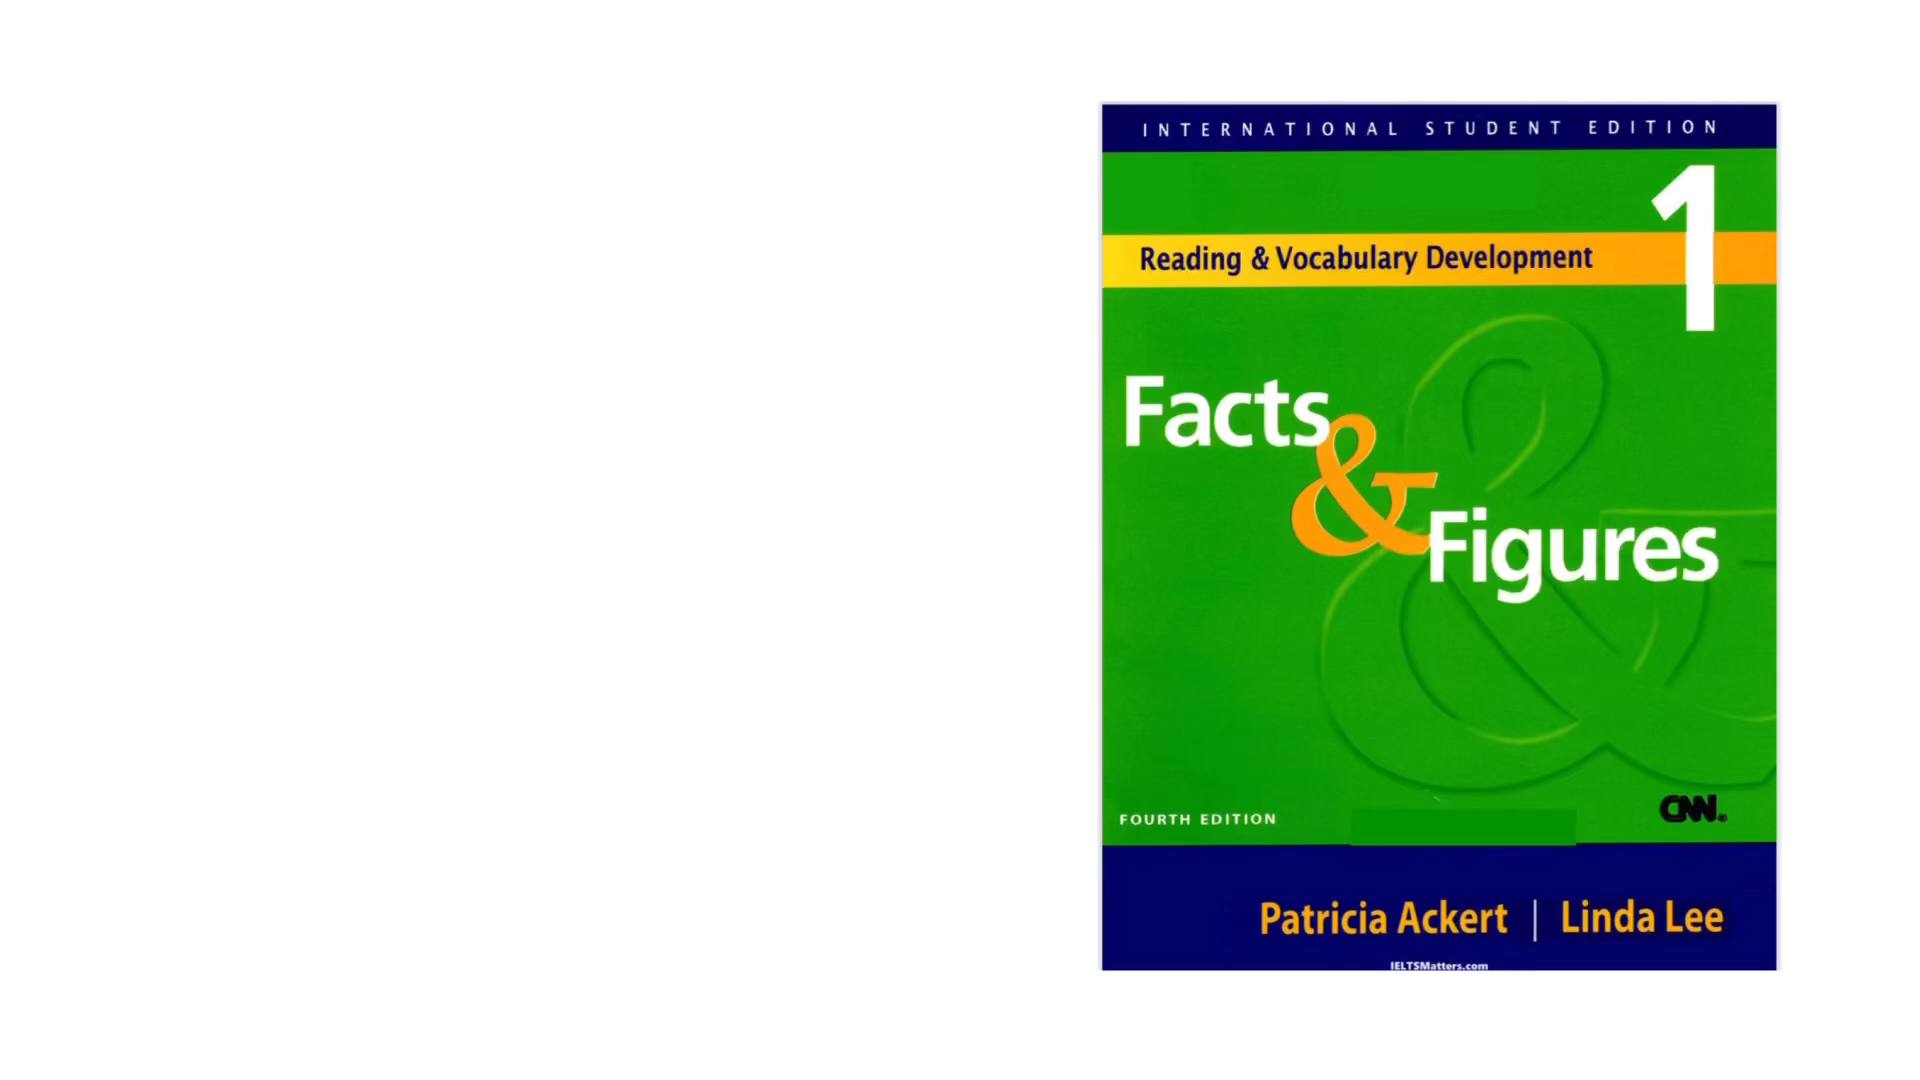 INTERNATIONAL STUDENT EDITION
1
Reading & Vocabulary Development
Facts
&
Figures
FOURTH EDITION
CNN
Patricia Ackert | Linda Lee
IELTSMatters.com